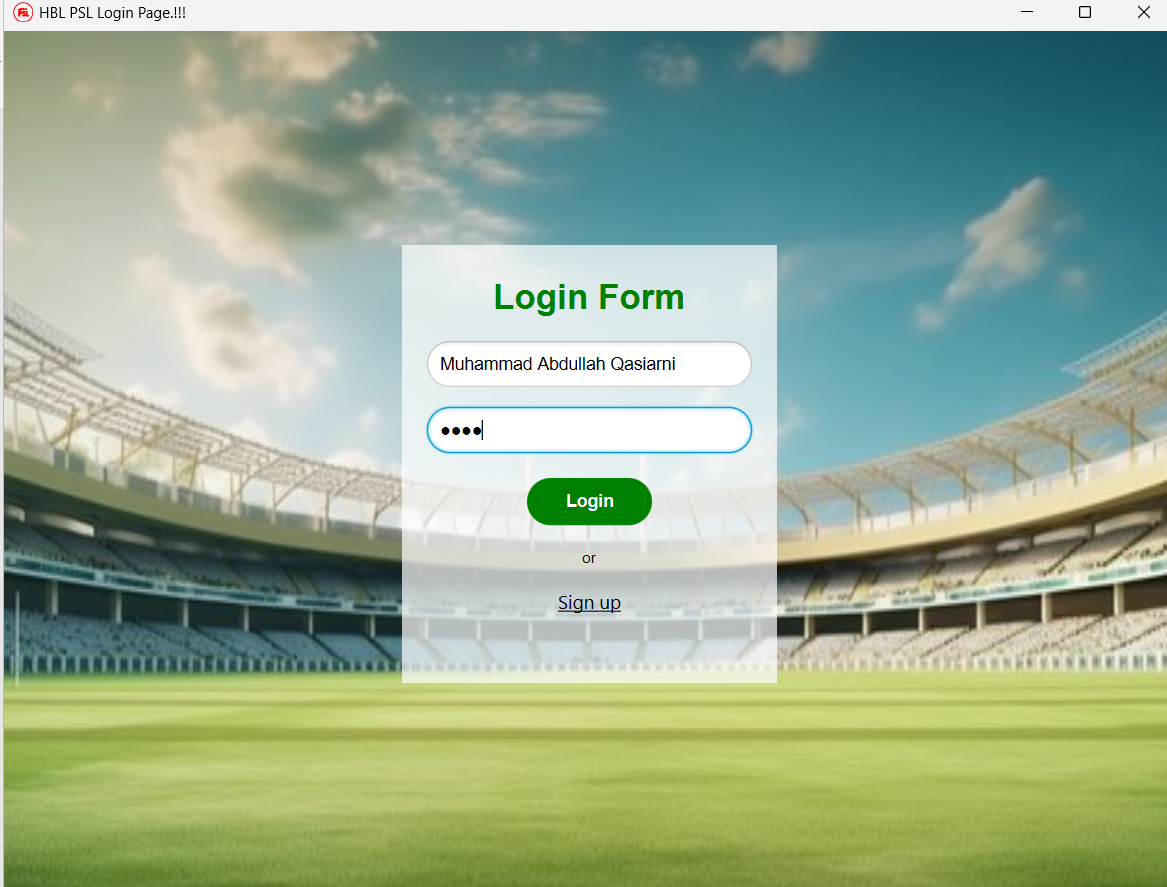 HBL PSL Login Page.!!!
Login Form
Muhammad Abdullah Qasiarni
••••
Login
or
Sign up